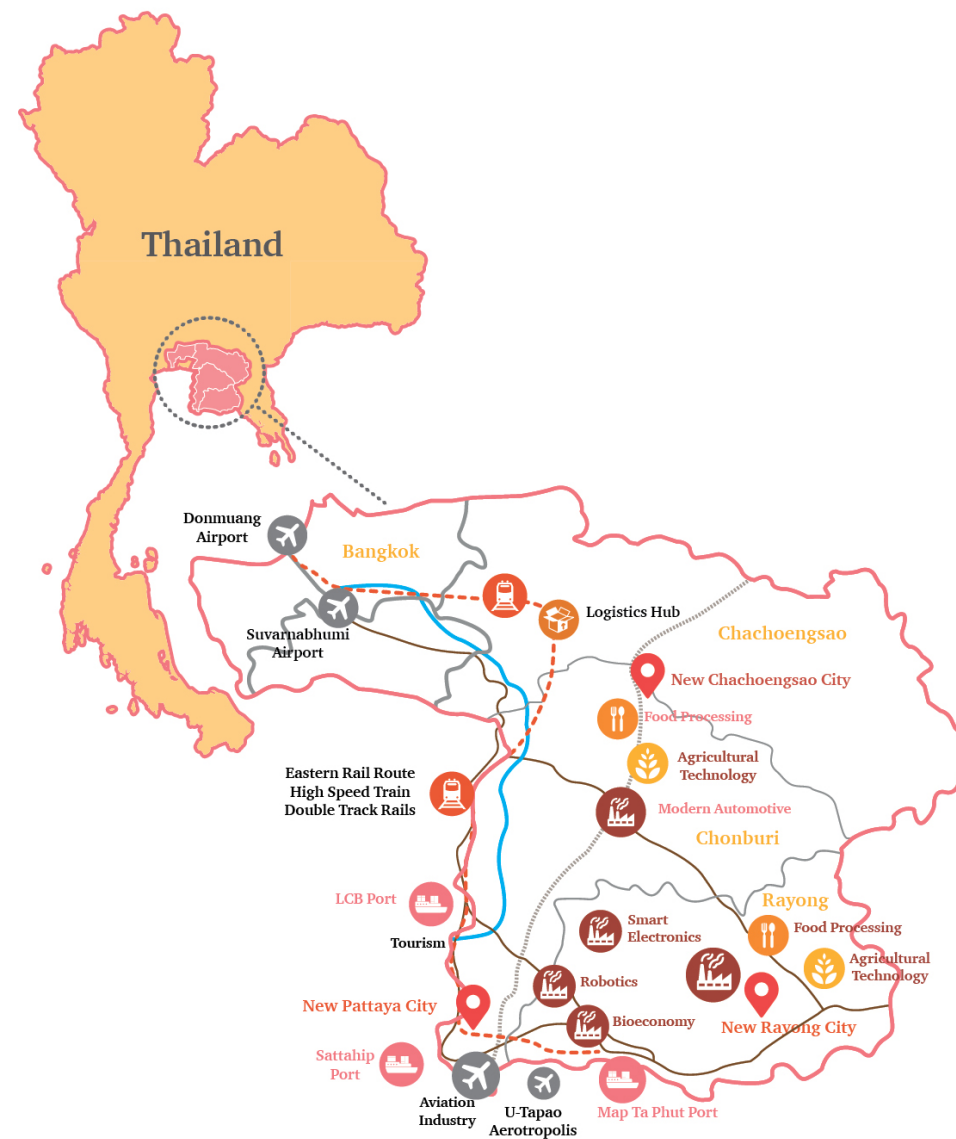 Thailand
Donmuang
Airport
Bangkok
Suvarnabhumi
Airport
Logistics Hub
Chachoengsao
New Chachoengsao City
Food Processing
Agricultural
Technology
Eastern Rail Route
High Speed Train
Double Track Rails
Modern Automotive
Chonburi
LCB Port
Tourism
Rayong
Smart
Electronics
Food Processing
Agricultural
Technology
Robotics
New Pattaya City
Bioeconomy
New Rayong City
Sattahip
Port
Aviation
Industry
U-Tapao
Aerotropolis
Map Ta Phut Port